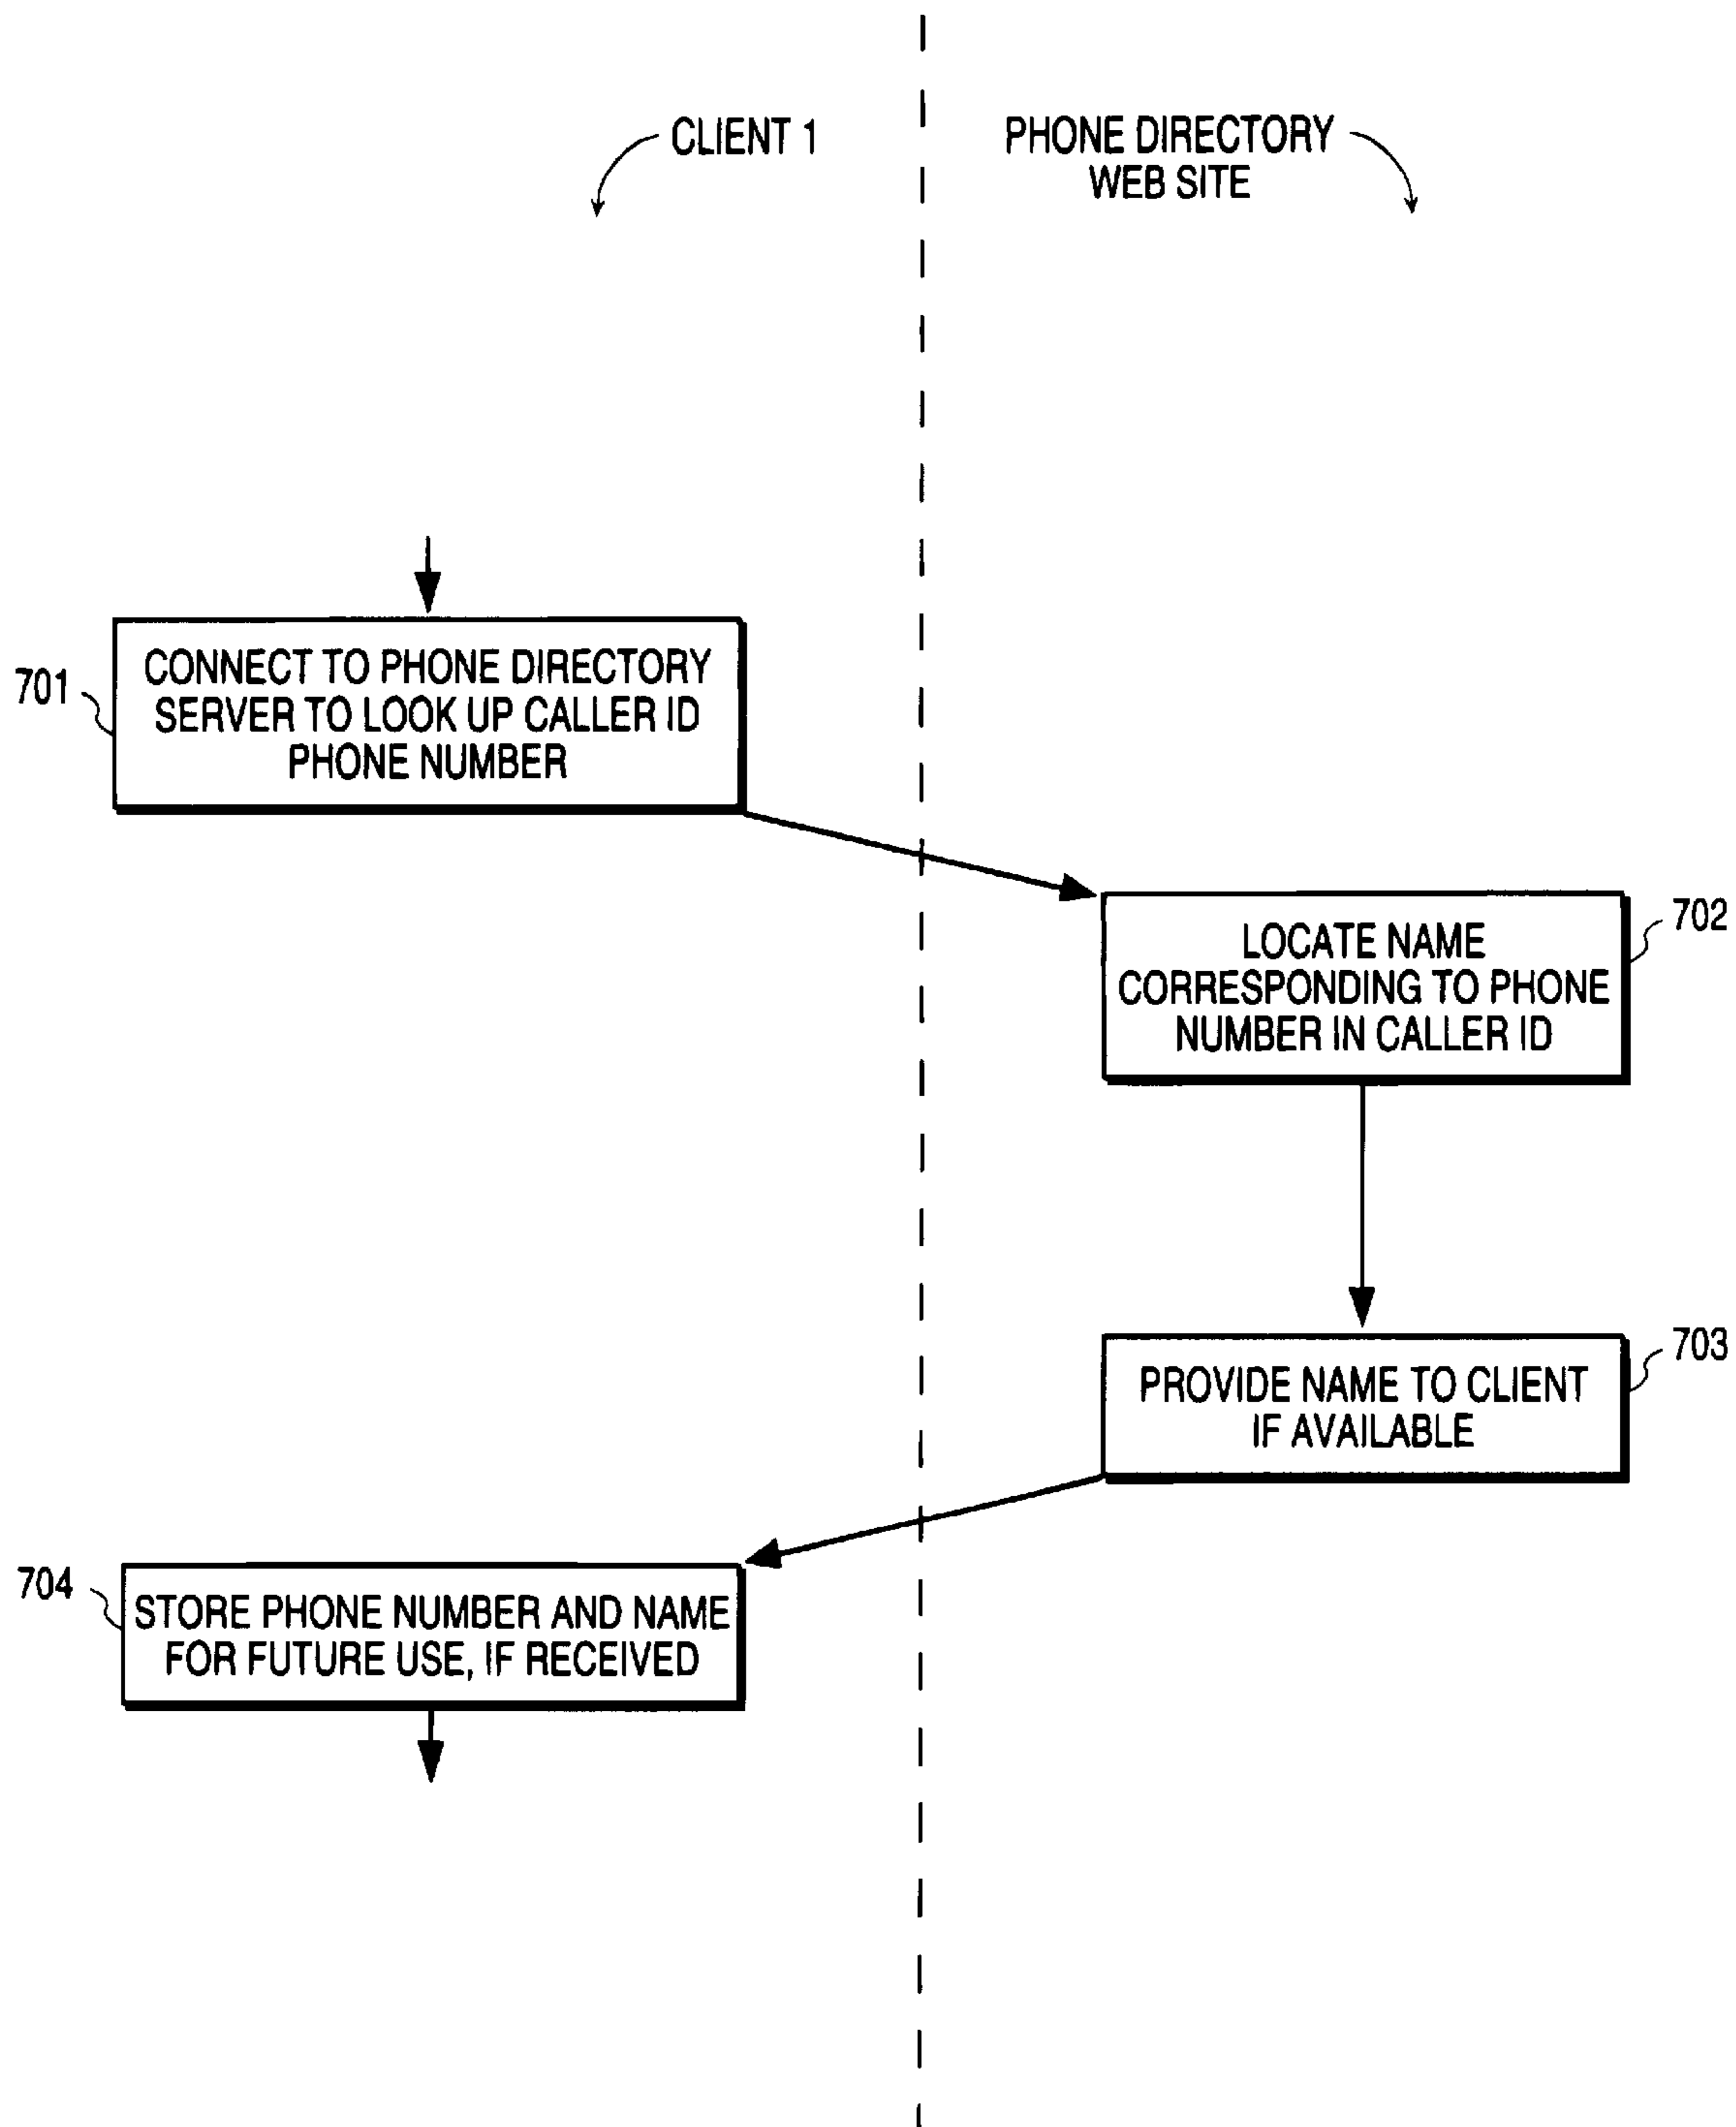 CLIENT 1
PHONE DIRECTORY
WEB SITE
701
CONNECT TO PHONE DIRECTORY
SERVER TO LOOK UP CALLER ID
PHONE NUMBER
702
LOCATE NAME
CORRESPONDING TO PHONE
NUMBER IN CALLER ID
703
PROVIDE NAME TO CLIENT
IF AVAILABLE
704
STORE PHONE NUMBER AND NAME
FOR FUTURE USE, IF RECEIVED